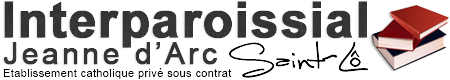 Interparoissial
Jeanne d'Arc Saint-Lô
Etablissement catholique privé sous contrat